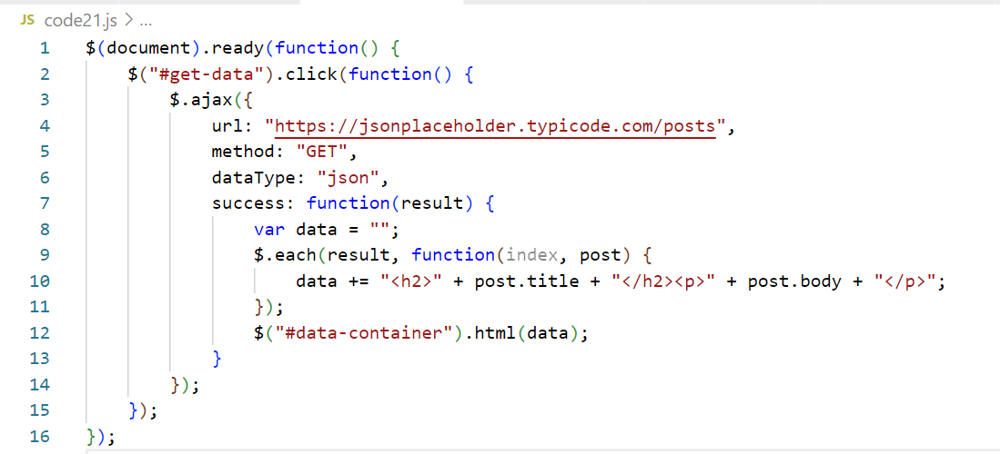 JS code21.js > ...
1 $(document).ready(function() {
2     $("#get-data").click(function() {
3         $.ajax({
4             url: "https://jsonplaceholder.typicode.com/posts",
5             method: "GET",
6             dataType: "json",
7             success: function(result) {
8                 var data = "";
9                 $.each(result, function(index, post) {
10                     data += "<h2>" + post.title + "</h2><p>" + post.body + "</p>";
11                 });
12                 $("#data-container").html(data);
13             }
14         });
15     });
16 });